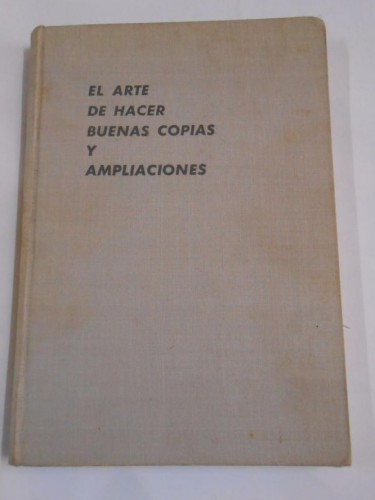 EL ARTE
DE HACER
BUENAS COPIAS
Y
AMPLIACIONES